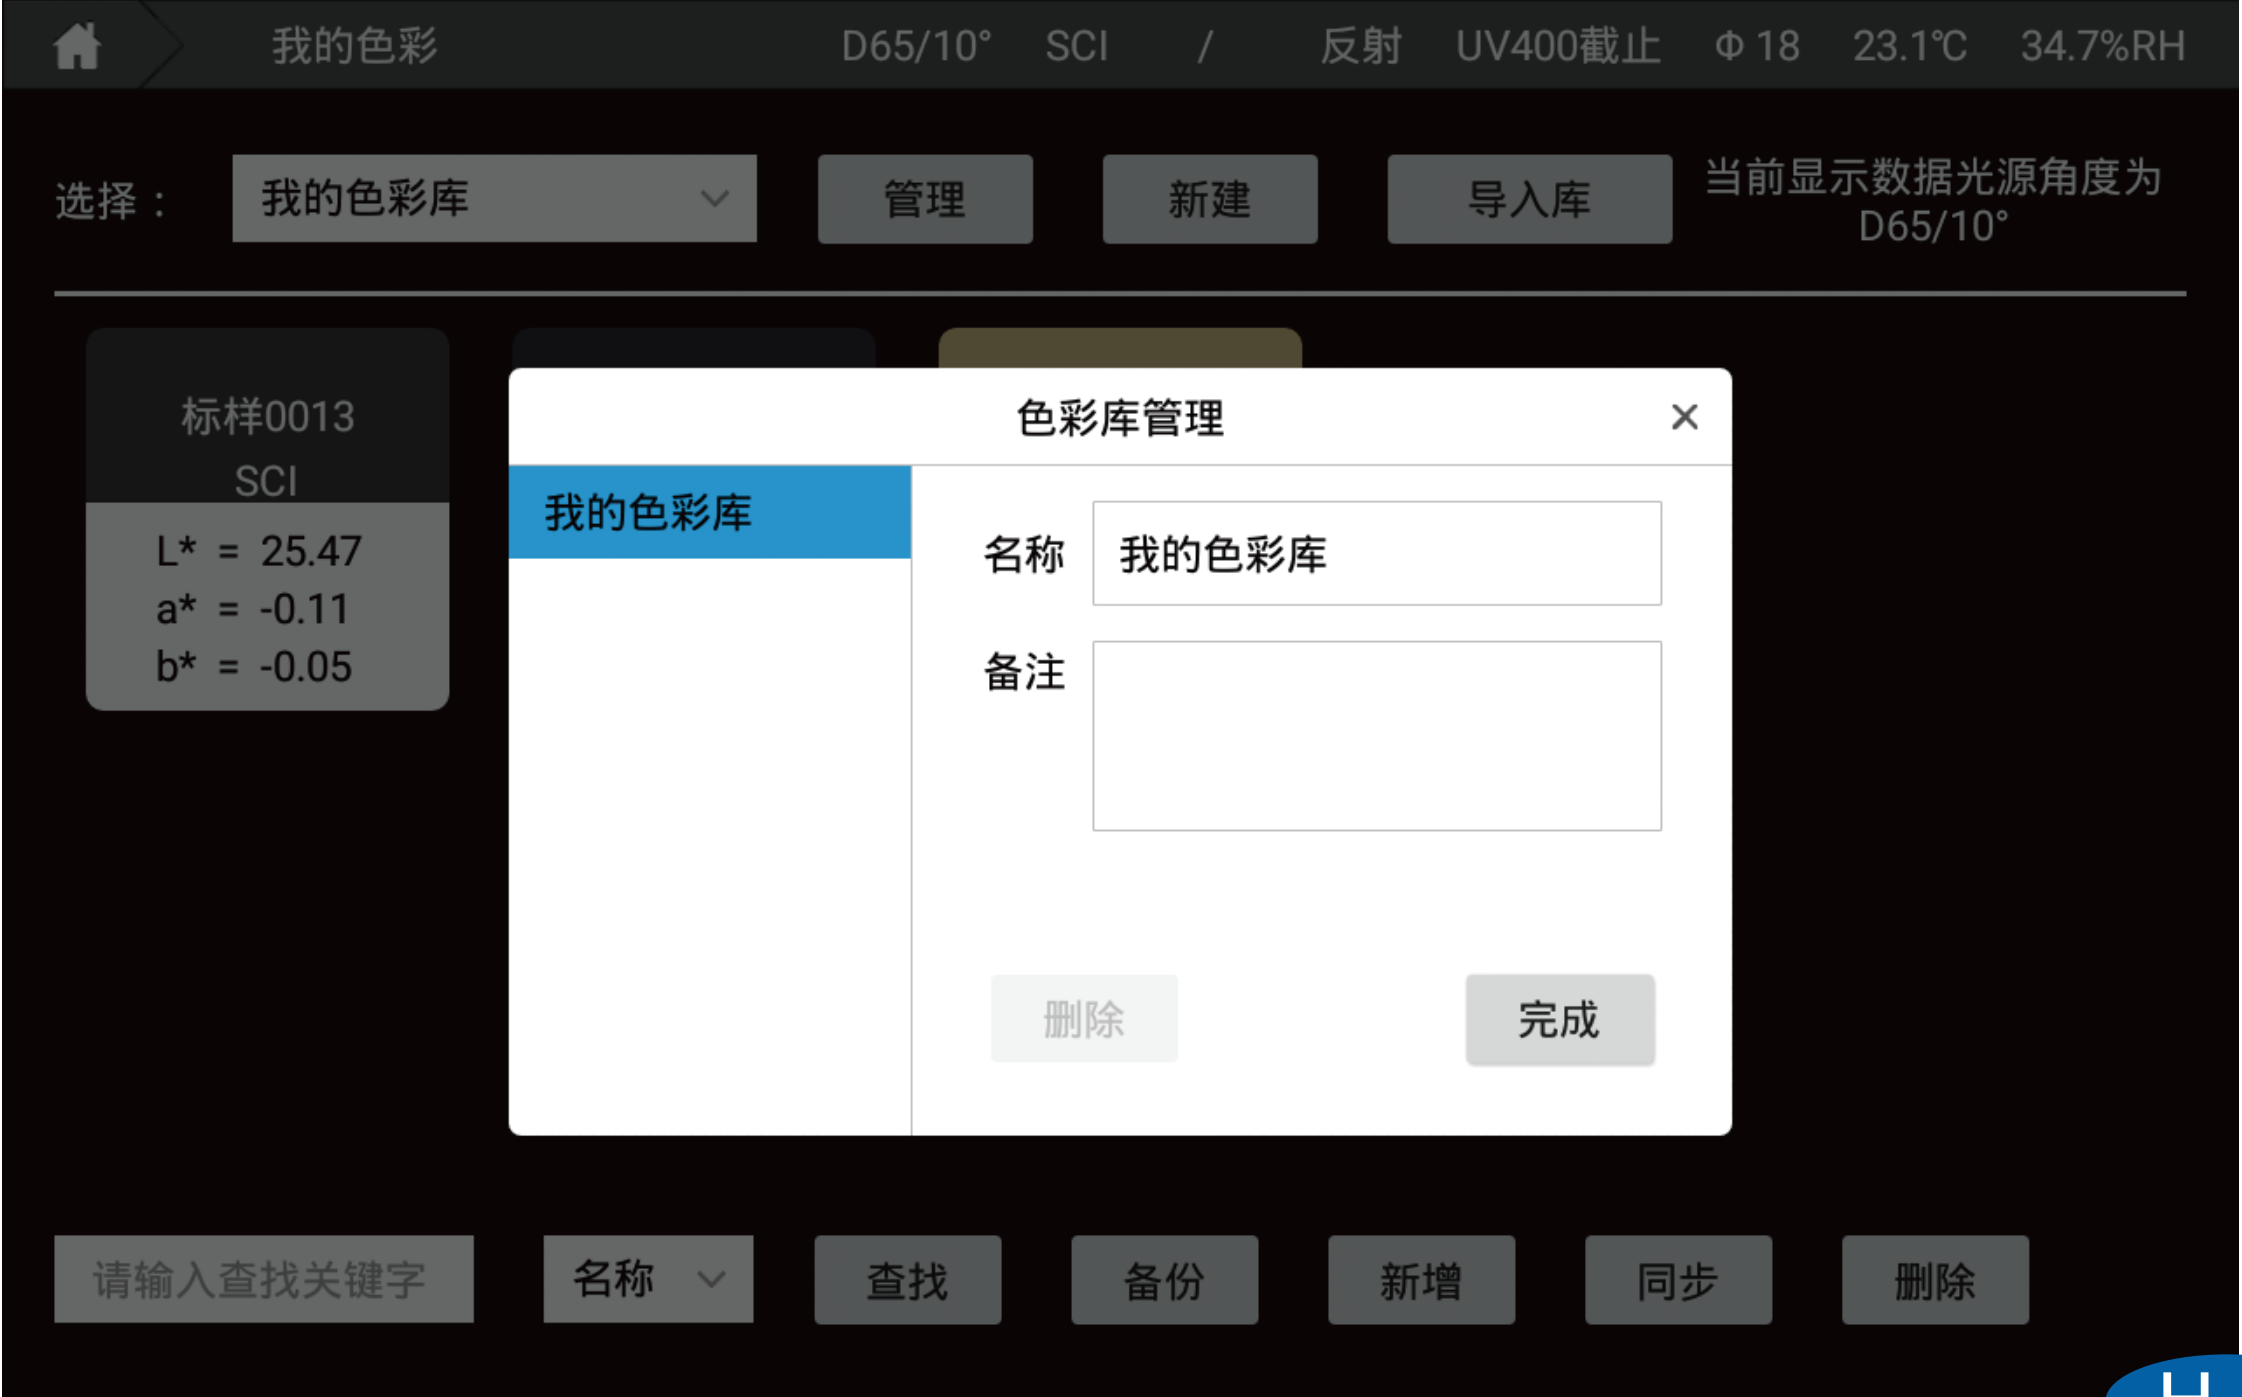 我的色彩 D65/10° SCI / 反射 UV400截止 Φ 18 23.1℃ 34.7%RH
选择： 我的色彩库 管理 新建 导入库 当前显示数据光源角度为
D65/10°
标样0013
SCI
L* = 25.47
a* = -0.11
b* = -0.05
色彩库管理
我的色彩库
名称 我的色彩库
备注
删除 完成
请输入查找关键字 名称 查找 备份 新增 同步 删除